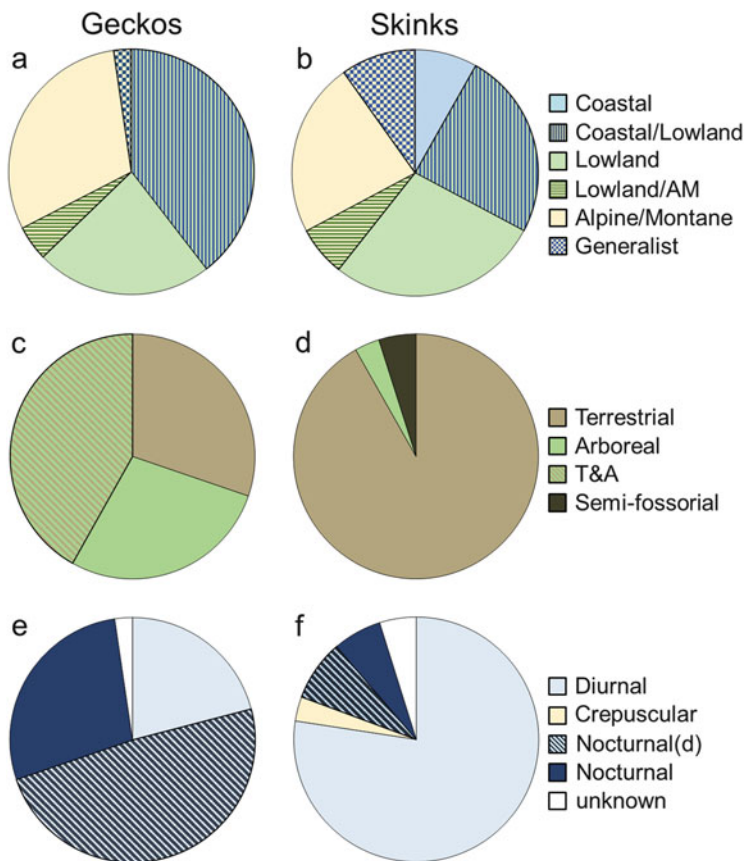 Geckos
Skinks
a
b
Coastal
Coastal/Lowland
Lowland
Lowland/AM
Alpine/Montane
Generalist
c
d
Terrestrial
Arboreal
T&A
Semi-fossorial
e
f
Diurnal
Crepuscular
Nocturnal(d)
Nocturnal
unknown